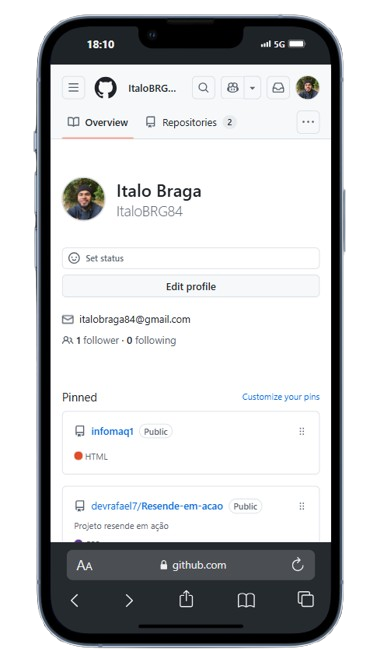 18:10 5G
ItaloBRG...
Overview Repositories 2
Italo Braga
ItaloBRG84
Set status
Edit profile
italobraga84@gmail.com
1 follower · 0 following
Pinned Customize your pins
infomaq1 Public
HTML
devrafael7/Resende-em-acao Public
Projeto resende em ação
AA github.com